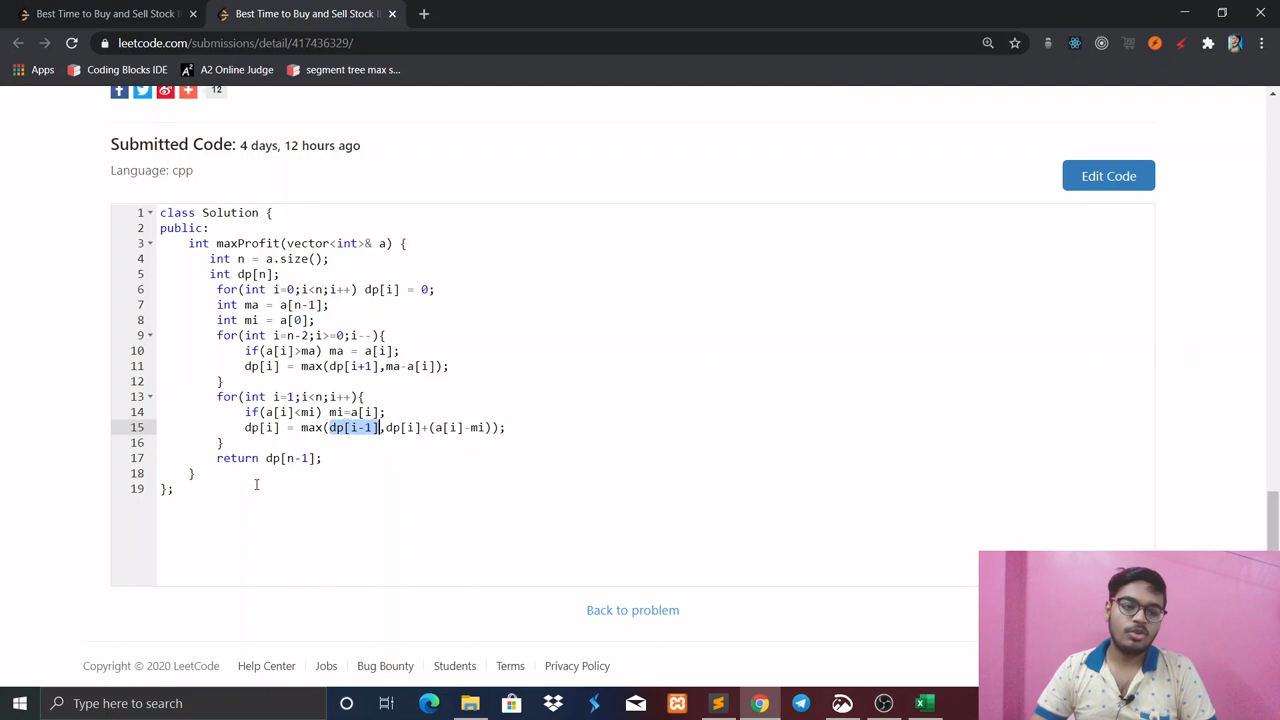 Best Time to Buy and Sell Stock I
Best Time to Buy and Sell Stock I
leetcode.com/submissions/detail/417436329/
Apps
Coding Blocks IDE
A2 Online Judge
segment tree max s...
12
Submitted Code: 4 days, 12 hours ago
Language: cpp
Edit Code
1 class Solution {
2 public:
3 int maxProfit(vector<int>& a) {
4 int n = a.size();
5 int dp[n];
6 for(int i=0;i<n;i++) dp[i] = 0;
7 int ma = a[n-1];
8 int mi = a[0];
9 for(int i=n-2;i>=0;i--){
10 if(a[i]>ma) ma = a[i];
11 dp[i] = max(dp[i+1],ma-a[i]);
12 }
13 for(int i=1;i<n;i++){
14 if(a[i]<mi) mi=a[i];
15 dp[i] = max(dp[i-1],dp[i]+(a[i]-mi));
16 }
17 return dp[n-1];
18 }
19 };
Back to problem
Copyright © 2020 LeetCode
Help Center
Jobs
Bug Bounty
Students
Terms
Privacy Policy
Type here to search